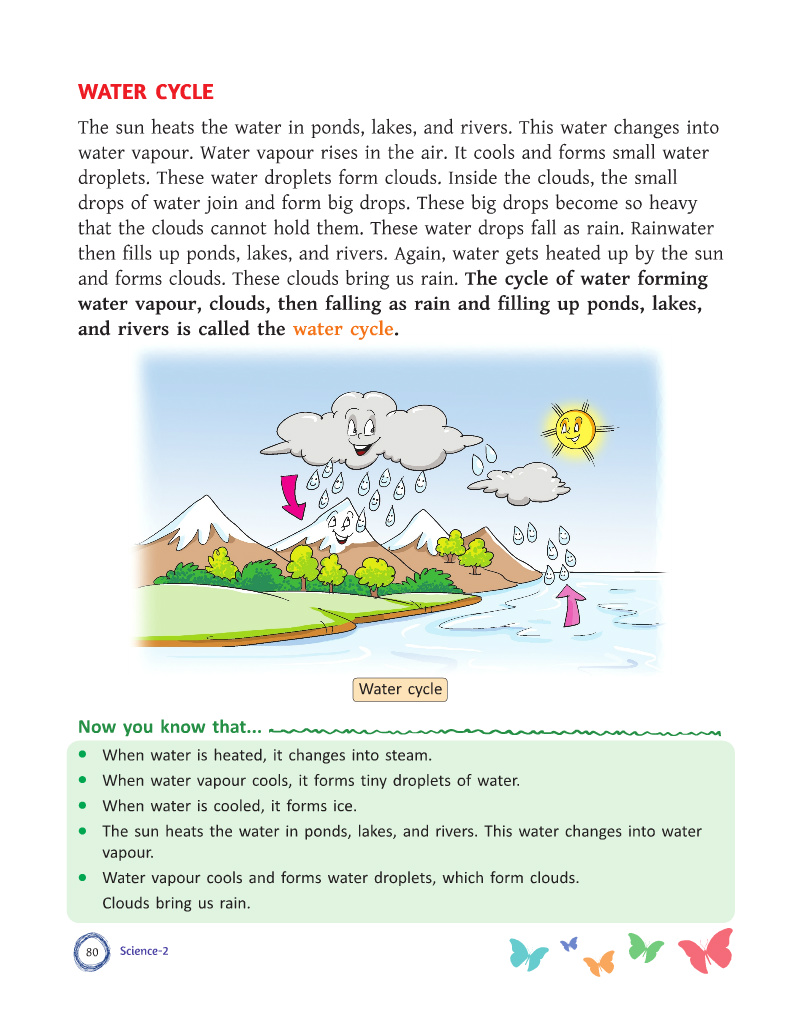 WATER CYCLE
The sun heats the water in ponds, lakes, and rivers. This water changes into
water vapour. Water vapour rises in the air. It cools and forms small water
droplets. These water droplets form clouds. Inside the clouds, the small
drops of water join and form big drops. These big drops become so heavy
that the clouds cannot hold them. These water drops fall as rain. Rainwater
then fills up ponds, lakes, and rivers. Again, water gets heated up by the sun
and forms clouds. These clouds bring us rain. The cycle of water forming
water vapour, clouds, then falling as rain and filling up ponds, lakes,
and rivers is called the water cycle.
Water cycle
Now you know that...
• When water is heated, it changes into steam.
• When water vapour cools, it forms tiny droplets of water.
• When water is cooled, it forms ice.
• The sun heats the water in ponds, lakes, and rivers. This water changes into water
vapour.
• Water vapour cools and forms water droplets, which form clouds.
Clouds bring us rain.
80 Science-2